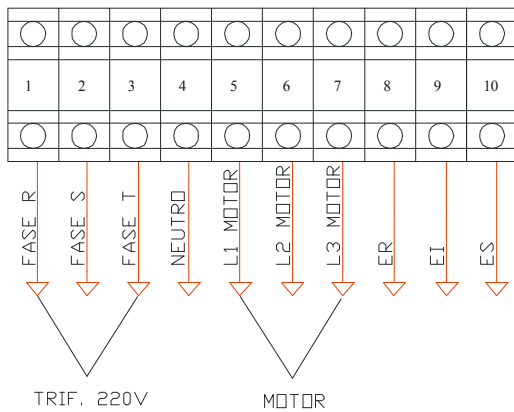 1 2 3 4 5 6 7 8 9 10
FASE R
FASE S
FASE T
NEUTRO
L1 MOTOR
L2 MOTOR
L3 MOTOR
ER
EI
ES
TRIF. 220V
MOTOR